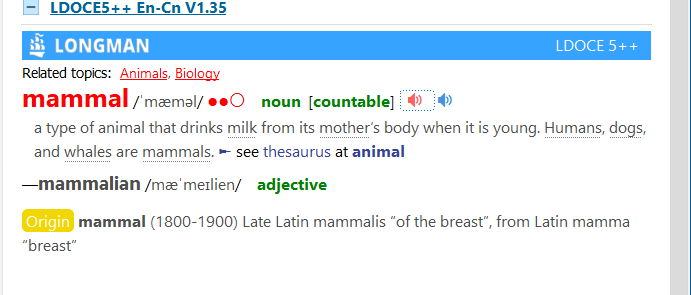 LDOCE5++ En-Cn V1.35
LONGMAN LDOCE 5++
Related topics: Animals, Biology
mammal /ˈmæməl/ ●●○ noun [countable]
a type of animal that drinks milk from its mother’s body when it is young. Humans, dogs,
and whales are mammals. ➼ see thesaurus at animal
—mammalian /mæˈmeɪlien/ adjective
Origin mammal (1800-1900) Late Latin mammalis “of the breast”, from Latin mamma
“breast”